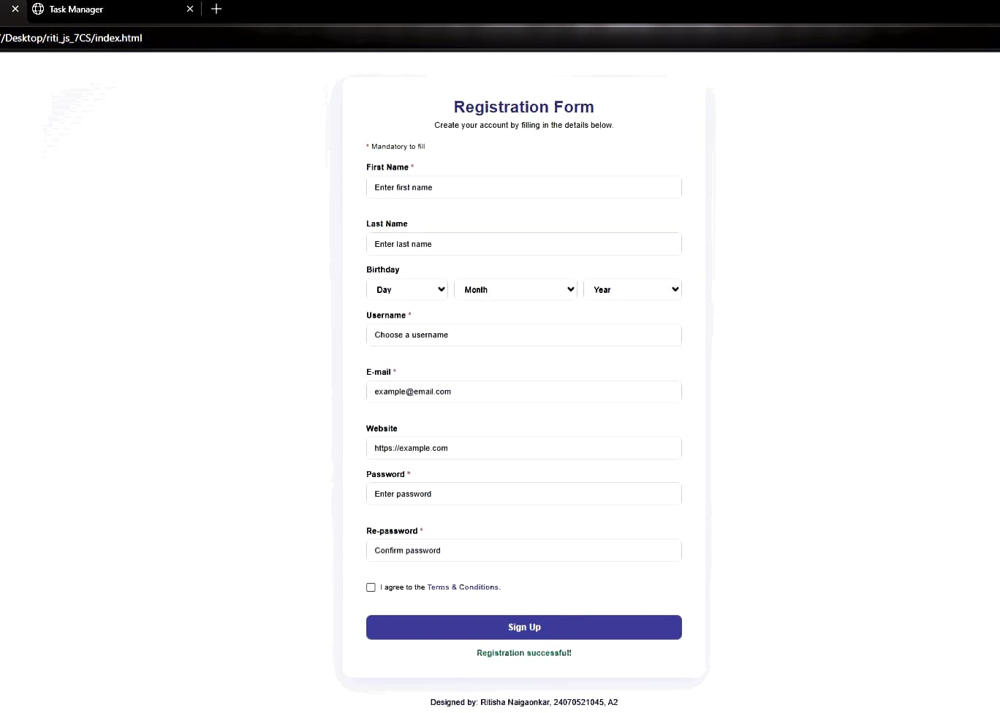 Task Manager
/Desktop/riti_js_7CS/index.html
Registration Form
Create your account by filling in the details below.
* Mandatory to fill
First Name *
Enter first name
Last Name
Enter last name
Birthday
Day Month Year
Username *
Choose a username
E-mail *
example@email.com
Website
https://example.com
Password *
Enter password
Re-password *
Confirm password
I agree to the Terms & Conditions.
Sign Up
Registration successful!
Designed by: Ritisha Naigaonkar, 24070521045, A2